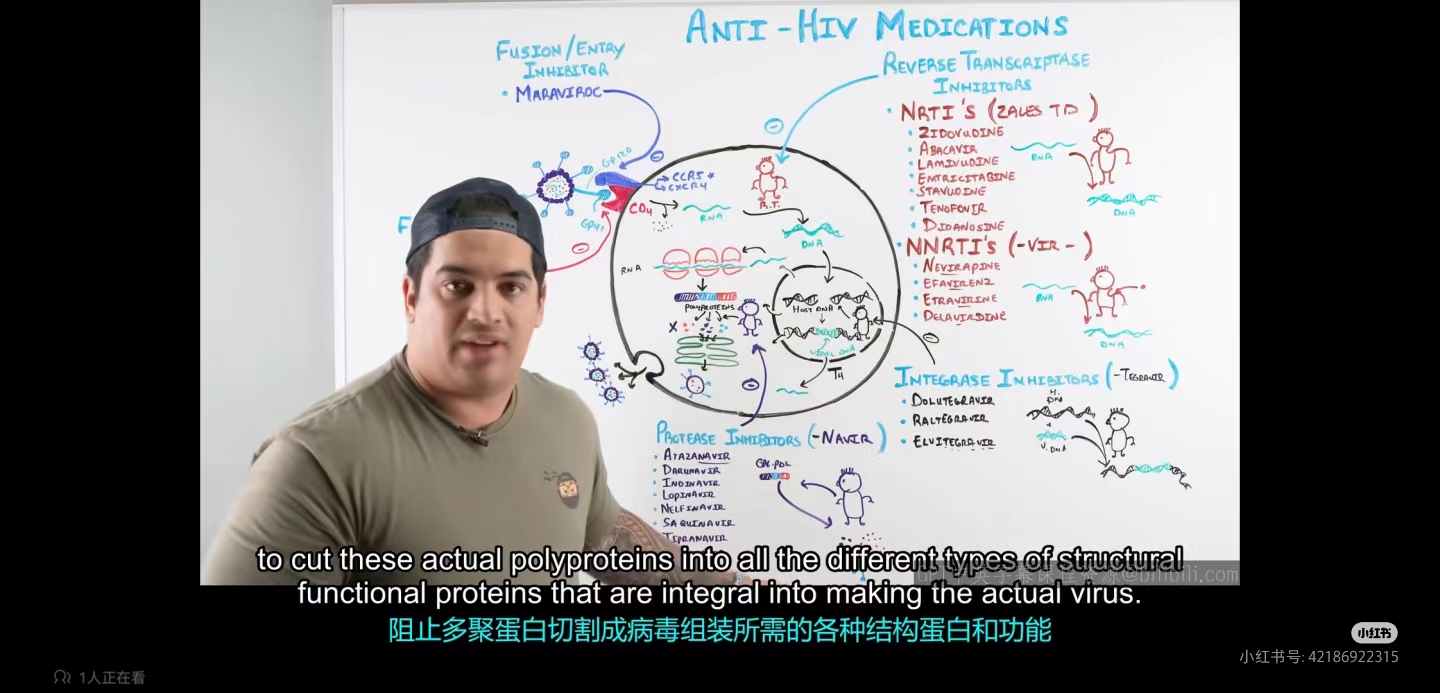 ANTI-HIV MEDICATIONS
FUSION/ENTRY
INHIBITOR
• MARAVIROC
GP120
CCR5 *
CXCR4
CD4
GP41
F
RNA
R.T.
DNA
RNA
POLYPROTEINS
X
HOST DNA
VIRAL DNA
TH
REVERSE TRANSCRIPTASE
INHIBITORS
• NRTI'S (ZALES TD)
• ZIDOVUDINE
• ABACAVIR
• LAMIVUDINE
• EMTRICITABINE
• STAVUDINE
• TENOFOVIR
• DIDANOSINE
RNA
DNA
• NNRTI'S (-VIR-)
• NEVIRAPINE
• EFAVIRENZ
• ETRAVIRINE
• DELAVIRDINE
RNA
DNA
INTEGRASE INHIBITORS (-TEGRAVIR)
• DOLUTEGRAVIR
• RALTEGRAVIR
• ELVITEGRAVIR
H.
DNA
V. DNA
PROTEASE INHIBITORS (-NAVIR)
• ATAZANAVIR
• DARUNAVIR
• INDINAVIR
• LOPINAVIR
• NELFINAVIR
• SAQUINAVIR
• TIPRANAVIR
GAG-POL
to cut these actual polyproteins into all the different types of structural
functional proteins that are integral into making the actual virus.
阻止多聚蛋白切割成病毒组装所需的各种结构蛋白和功能
@bilibili.com
小红书
小红书号: 42186922315
1人正在看